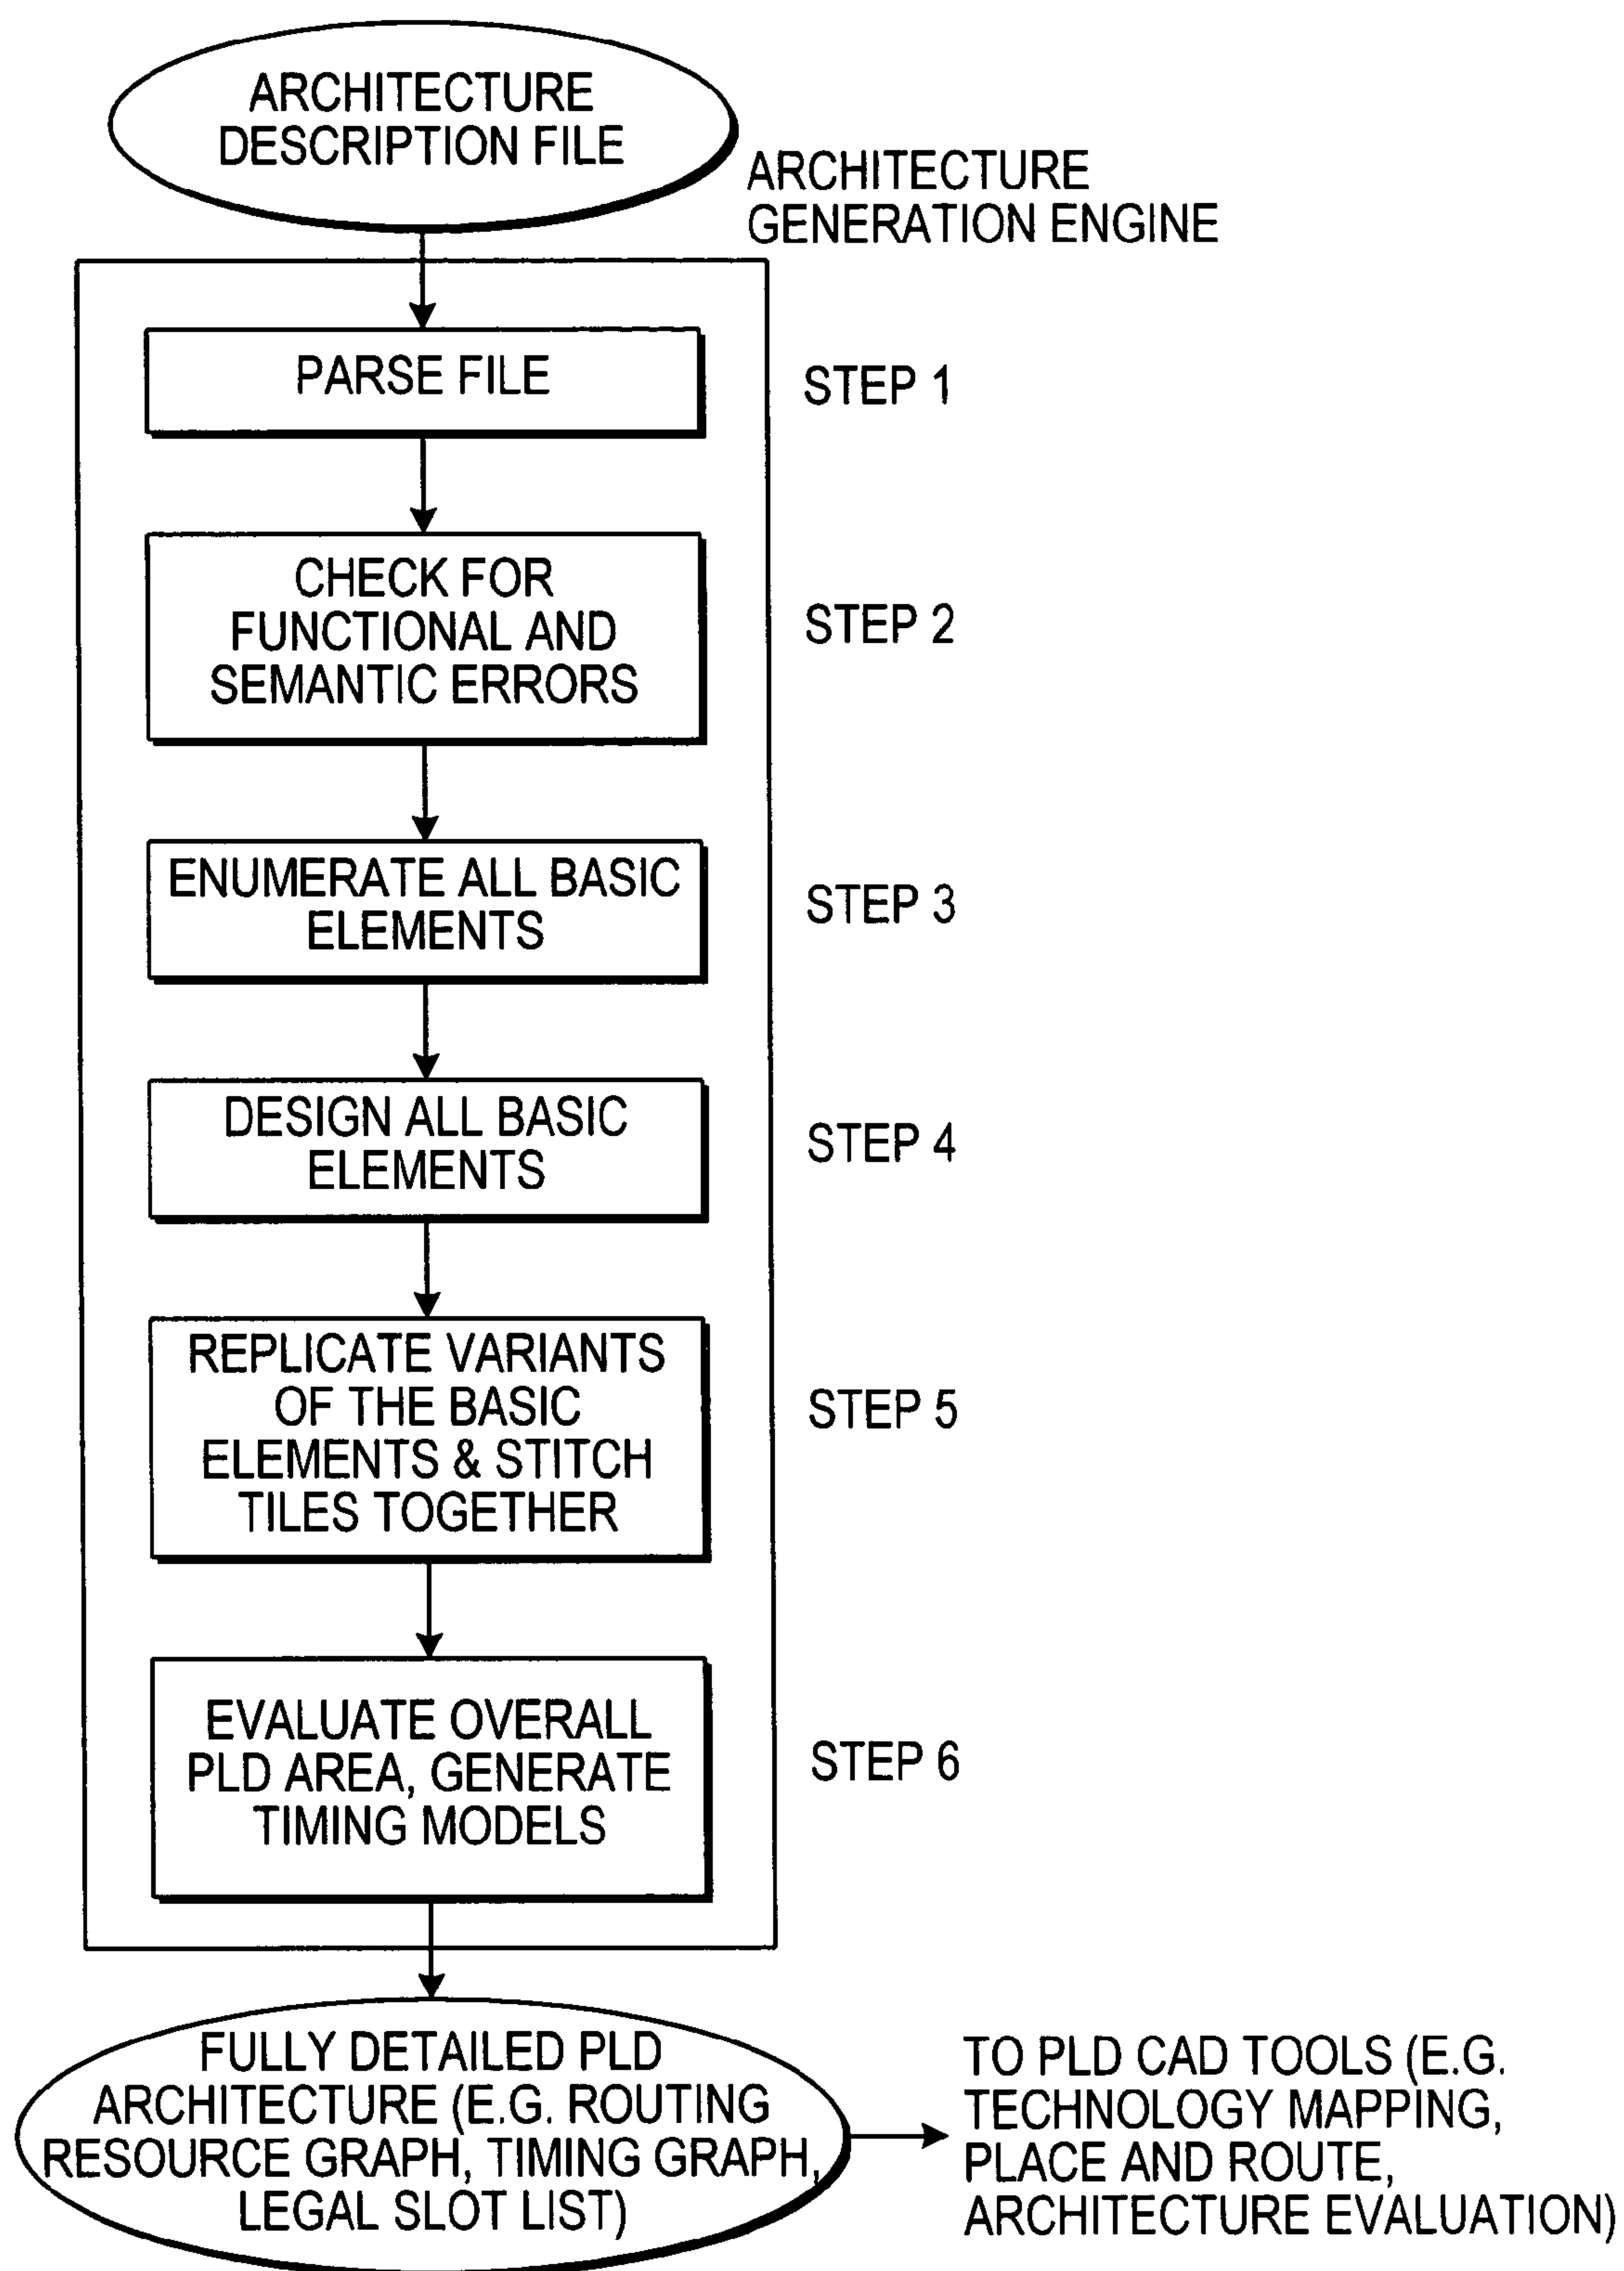 ARCHITECTURE
DESCRIPTION FILE
ARCHITECTURE
GENERATION ENGINE
PARSE FILE
STEP 1
CHECK FOR
FUNCTIONAL AND
SEMANTIC ERRORS
STEP 2
ENUMERATE ALL BASIC
ELEMENTS
STEP 3
DESIGN ALL BASIC
ELEMENTS
STEP 4
REPLICATE VARIANTS
OF THE BASIC
ELEMENTS & STITCH
TILES TOGETHER
STEP 5
EVALUATE OVERALL
PLD AREA, GENERATE
TIMING MODELS
STEP 6
FULLY DETAILED PLD
ARCHITECTURE (E.G. ROUTING
RESOURCE GRAPH, TIMING GRAPH,
LEGAL SLOT LIST)
TO PLD CAD TOOLS (E.G.
TECHNOLOGY MAPPING,
PLACE AND ROUTE,
ARCHITECTURE EVALUATION)